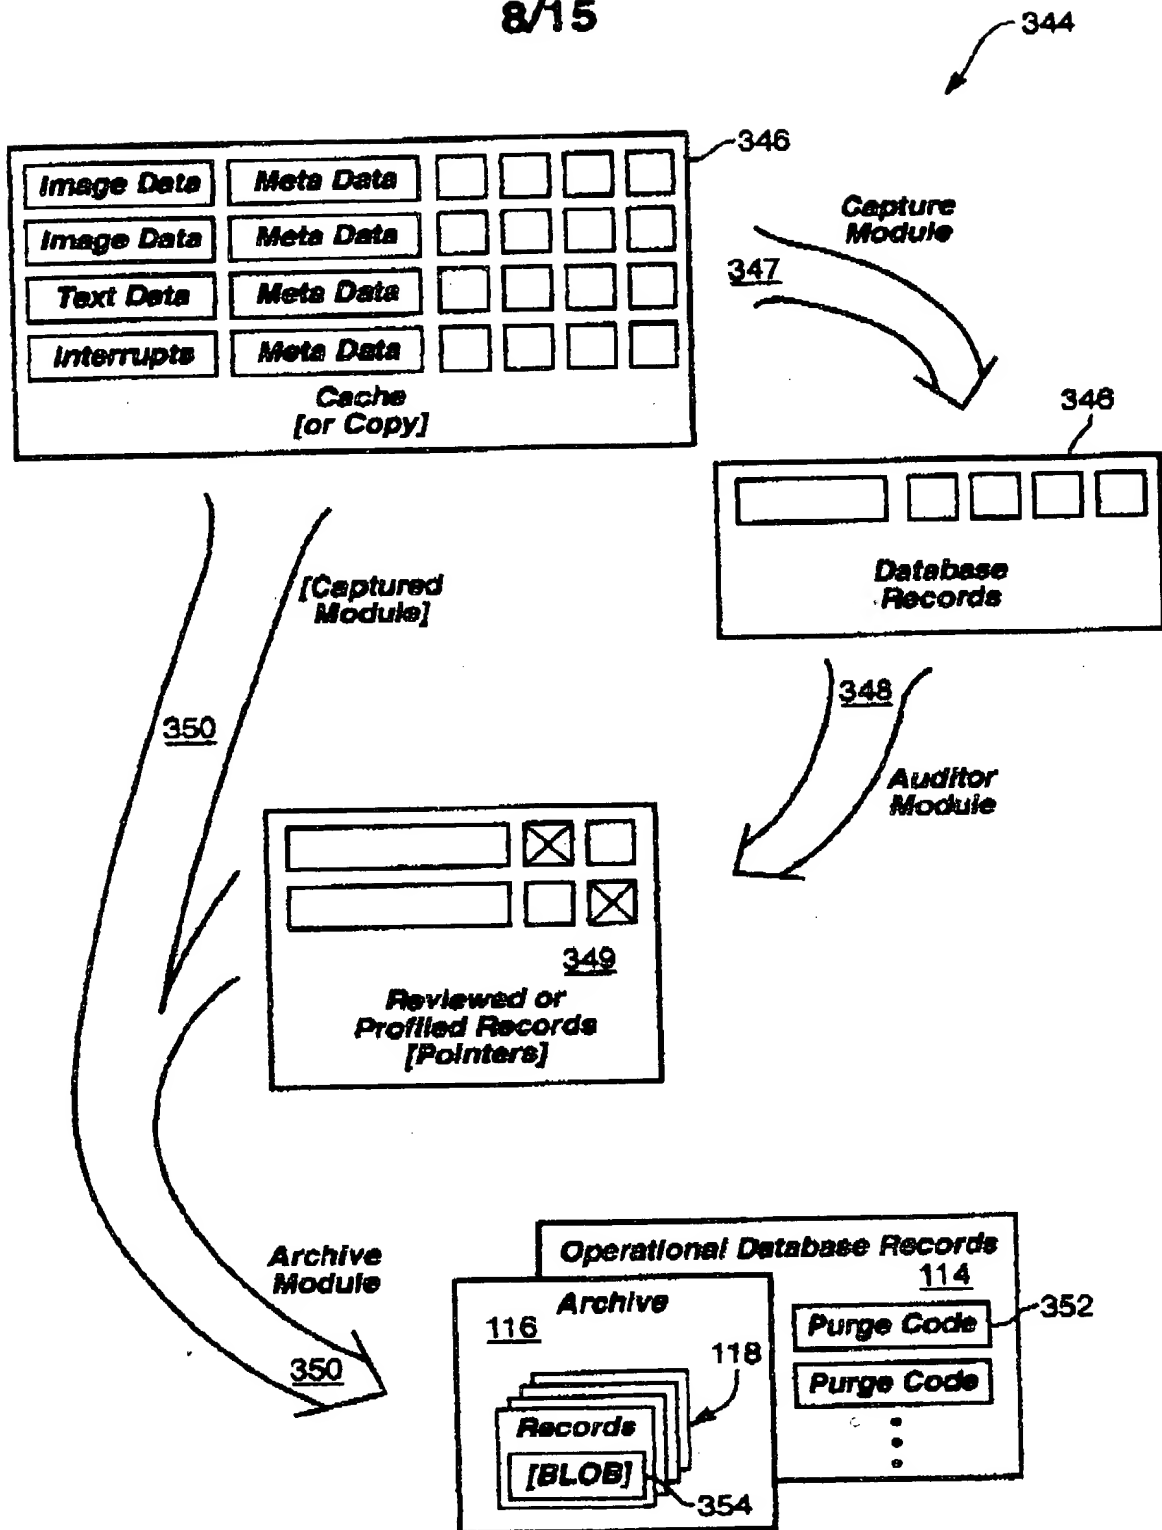 8/15
344
346
Image Data Meta Data
Image Data Meta Data
Text Data Meta Data
Interrupts Meta Data
Cache
[or Copy]
Capture
Module
347
346
Database
Records
[Captured
Module]
350
348
Auditor
Module
349
Reviewed or
Profiled Records
[Pointers]
Archive
Module
350
Operational Database Records
114
Archive
116
Purge Code
352
118
Purge Code
Records
[BLOB]
354